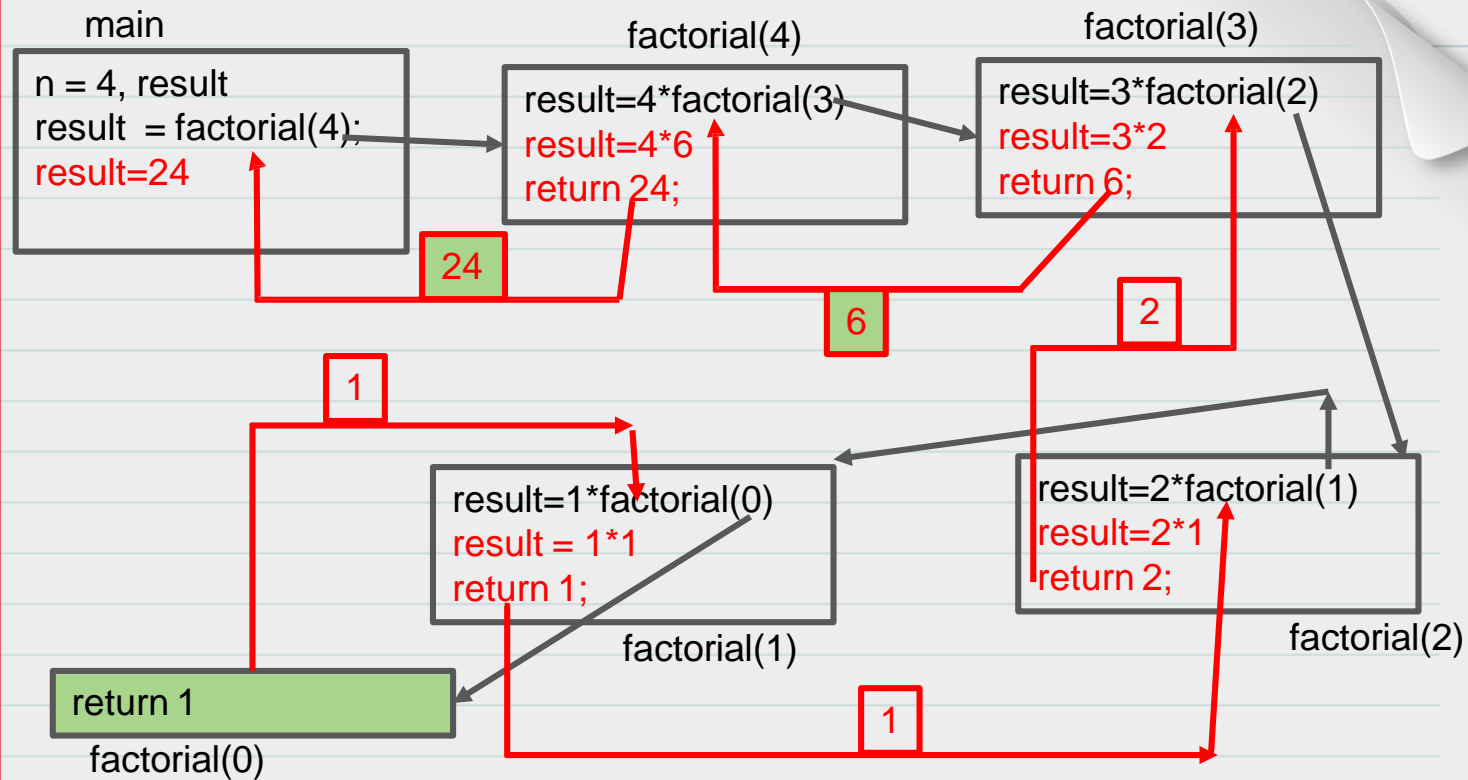 main
n = 4, result
result = factorial(4);
result=24
factorial(4)
result=4*factorial(3)
result=4*6
return 24;
factorial(3)
result=3*factorial(2)
result=3*2
return 6;
24
6
2
1
result=1*factorial(0)
result = 1*1
return 1;
factorial(1)
result=2*factorial(1)
result=2*1
return 2;
factorial(2)
return 1
factorial(0)
1